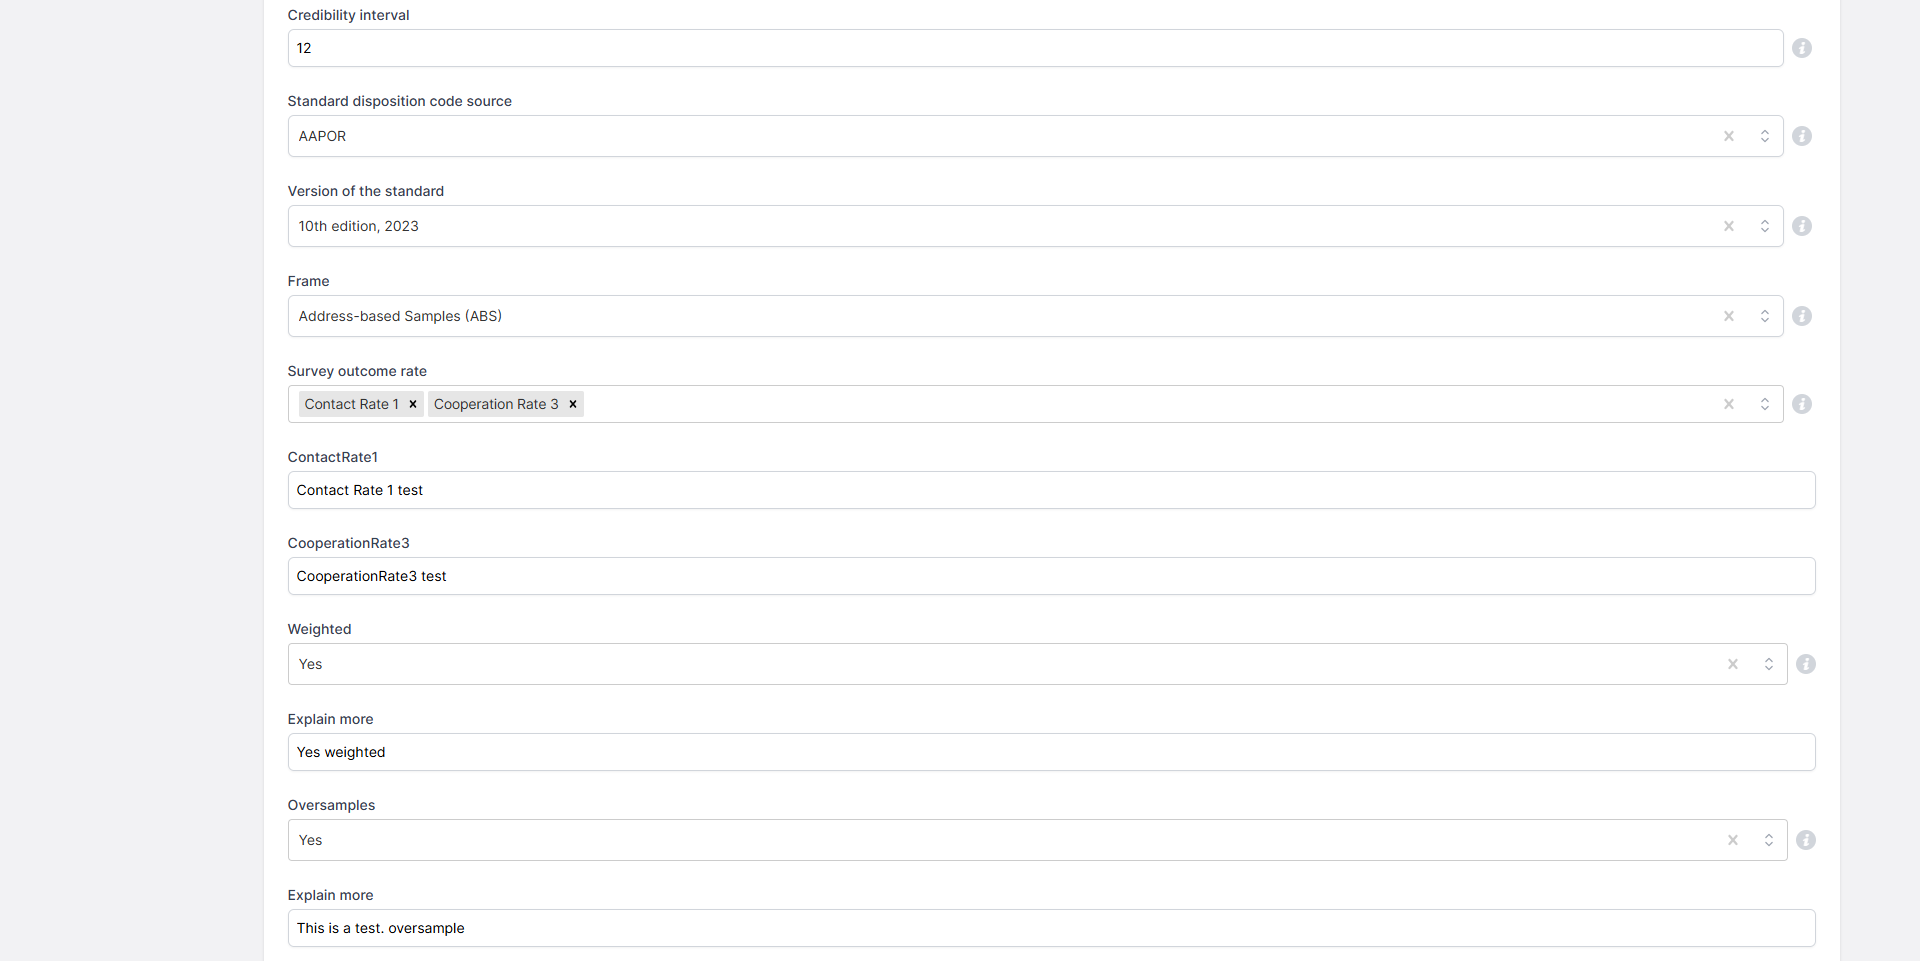 Credibility interval
12
Standard disposition code source
AAPOR
Version of the standard
10th edition, 2023
Frame
Address-based Samples (ABS)
Survey outcome rate
Contact Rate 1 Cooperation Rate 3
ContactRate1
Contact Rate 1 test
CooperationRate3
CooperationRate3 test
Weighted
Yes
Explain more
Yes weighted
Oversamples
Yes
Explain more
This is a test. oversample